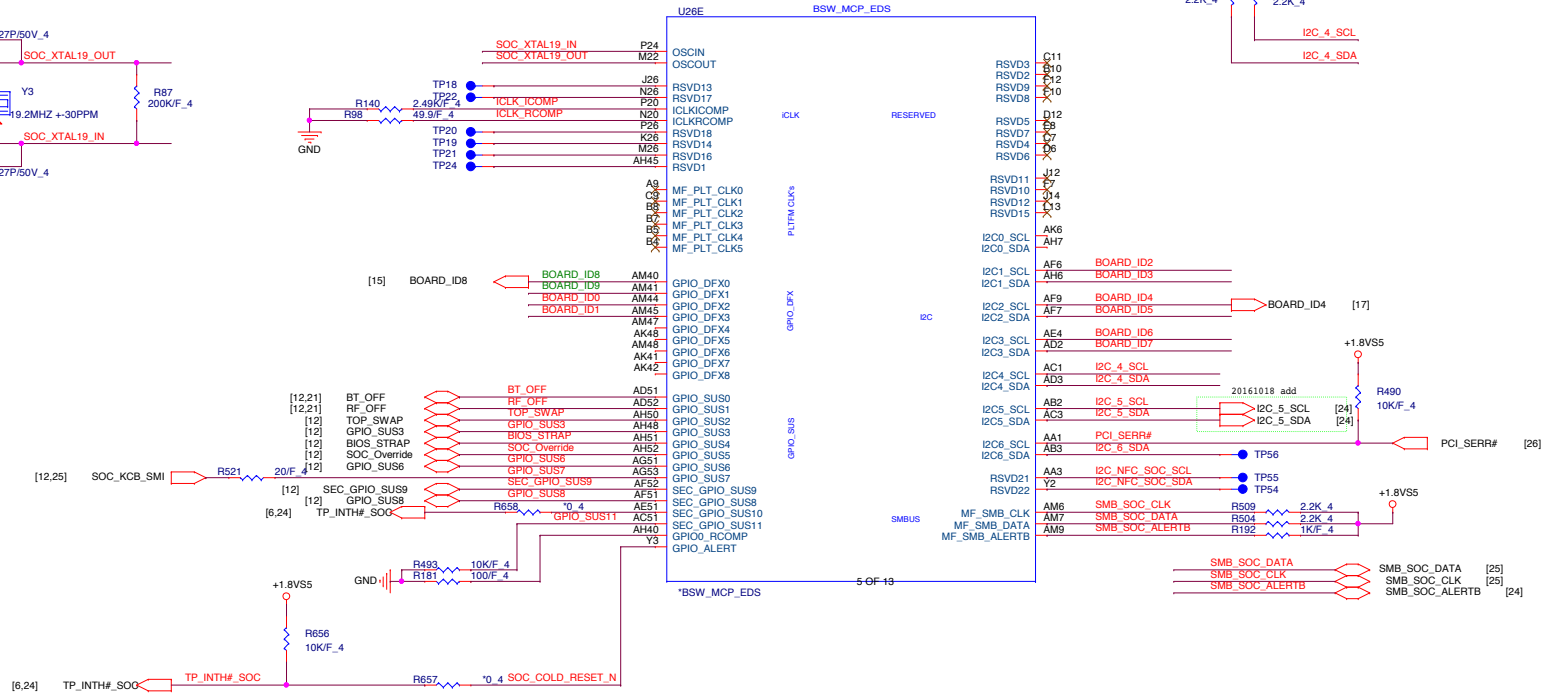 U26E
BSW_MCP_EDS
27P/50V_4
SOC_XTAL19_OUT
Y3
19.2MHZ +-30PPM
R87
200K/F_4
SOC_XTAL19_IN
27P/50V_4
2.2K_4
2.2K_4
I2C_4_SCL
I2C_4_SDA
SOC_XTAL19_IN P24 OSCIN
SOC_XTAL19_OUT M22 OSCOUT
TP18 J26 RSVD13
TP22 N26 RSVD17
R140 2.49K/F_4 ICLK_ICOMP P20 ICLKICOMP
R98 49.9/F_4 ICLK_RCOMP N20 ICLKRCOMP
GND
TP20 P26 RSVD18
TP19 K26 RSVD14
TP21 M26 RSVD16
TP24 AH45 RSVD1
iCLK
RESERVED
A9 MF_PLT_CLK0
C9 MF_PLT_CLK1
B8 MF_PLT_CLK2
B7 MF_PLT_CLK3
B5 MF_PLT_CLK4
B4 MF_PLT_CLK5
PLTFM CLK's
[15] BOARD_ID8 BOARD_ID8 AM40 GPIO_DFX0
BOARD_ID9 AM41 GPIO_DFX1
BOARD_ID0 AM44 GPIO_DFX2
BOARD_ID1 AM45 GPIO_DFX3
AM47 GPIO_DFX4
AK48 GPIO_DFX5
AM48 GPIO_DFX6
AK41 GPIO_DFX7
AK42 GPIO_DFX8
GPIO_DFX
[12,21] BT_OFF BT_OFF AD51 GPIO_SUS0
[12,21] RF_OFF RF_OFF AD52 GPIO_SUS1
[12] TOP_SWAP TOP_SWAP AH50 GPIO_SUS2
[12] GPIO_SUS3 GPIO_SUS3 AH48 GPIO_SUS3
[12] BIOS_STRAP BIOS_STRAP AH51 GPIO_SUS4
[12] SOC_Override SOC_Override AH52 GPIO_SUS5
[12] GPIO_SUS6 GPIO_SUS6 AG51 GPIO_SUS6
[12,25] SOC_KCB_SMI R521 20/F_4 GPIO_SUS7 AG53 GPIO_SUS7
[12] SEC_GPIO_SUS9 SEC_GPIO_SUS9 AF52 SEC_GPIO_SUS9
[12] GPIO_SUS8 GPIO_SUS8 AF51 SEC_GPIO_SUS8
[6,24] TP_INTH#_SOC R658 *0_4 AE51 SEC_GPIO_SUS10
GPIO_SUS11 AC51 SEC_GPIO_SUS11
AH40 GPIO0_RCOMP
Y3 GPIO_ALERT
GPIO_SUS
GND
R493 10K/F_4
R181 100/F_4
+1.8VS5
R656
10K/F_4
[6,24] TP_INTH#_SOC TP_INTH#_SOC R657 *0_4 SOC_COLD_RESET_N
RSVD3 C11
RSVD2
RSVD9
RSVD8
RSVD5 D12
RSVD7
RSVD4
RSVD6
RSVD11 J12
RSVD10
RSVD12 J14
RSVD15
I2C0_SCL AK6
I2C0_SDA AH7
I2C1_SCL AF6 BOARD_ID2
I2C1_SDA AH6 BOARD_ID3
I2C2_SCL AF9 BOARD_ID4 BOARD_ID4 [17]
I2C2_SDA AF7 BOARD_ID5
I2C
I2C3_SCL AE4 BOARD_ID6
I2C3_SDA AD2 BOARD_ID7
I2C4_SCL AC1 I2C_4_SCL
I2C4_SDA AD3 I2C_4_SDA
20161018 add
I2C5_SCL AB2 I2C_5_SCL I2C_5_SCL [24]
I2C5_SDA AC3 I2C_5_SDA I2C_5_SDA [24]
+1.8VS5
R490
10K/F_4
I2C6_SCL AA1 PCI_SERR# PCI_SERR# [26]
I2C6_SDA AB3 I2C_6_SDA TP56
RSVD21 AA3 I2C_NFC_SOC_SCL TP55
RSVD22 Y2 I2C_NFC_SOC_SDA TP54
+1.8VS5
SMBUS
MF_SMB_CLK AM6 SMB_SOC_CLK R509 2.2K_4
MF_SMB_DATA AM7 SMB_SOC_DATA R504 2.2K_4
MF_SMB_ALERTB AM9 SMB_SOC_ALERTB R192 1K/F_4
SMB_SOC_DATA SMB_SOC_DATA [25]
SMB_SOC_CLK SMB_SOC_CLK [25]
SMB_SOC_ALERTB SMB_SOC_ALERTB [24]
5 OF 13
*BSW_MCP_EDS